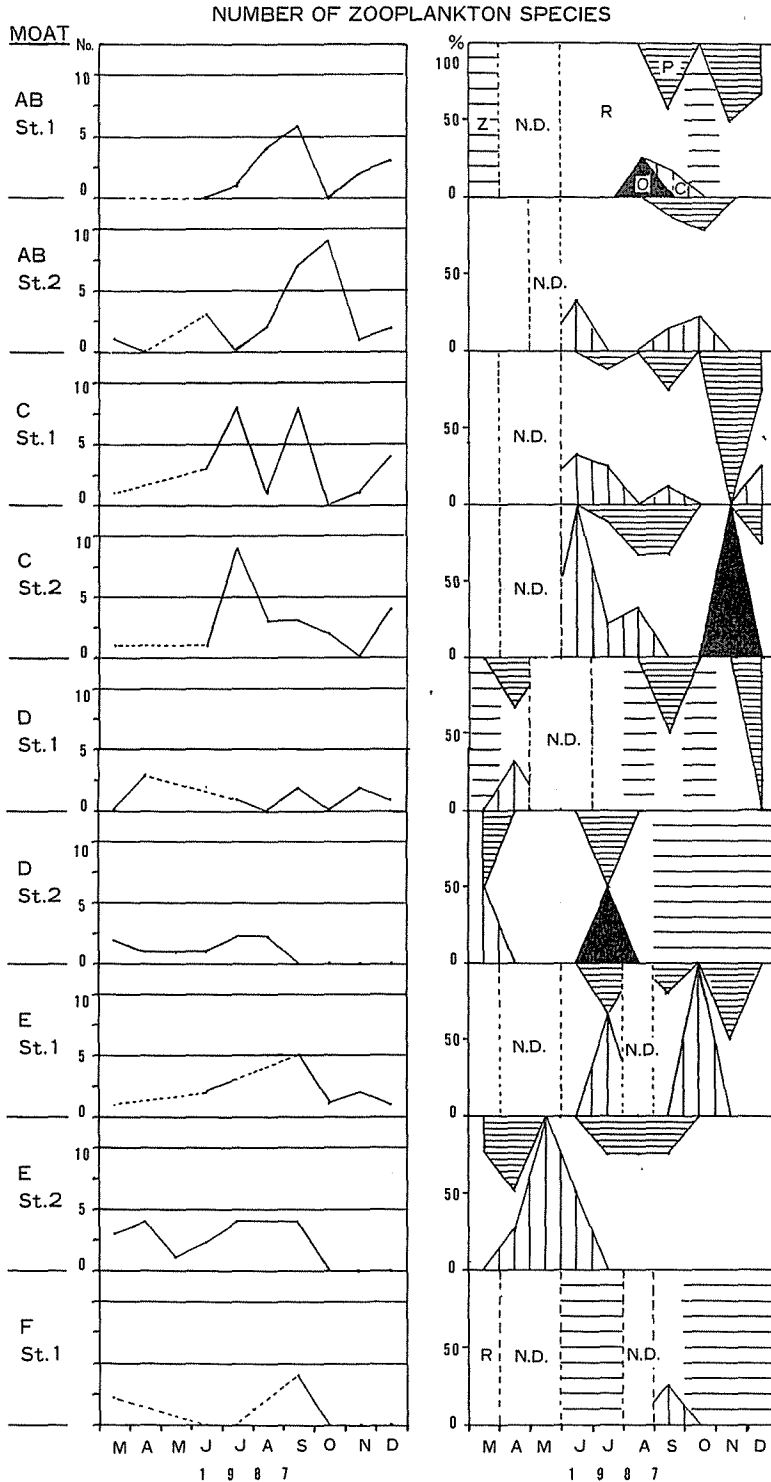 NUMBER OF ZOOPLANKTON SPECIES
MOAT
No.
%
AB
St.1
10
5
0
100
50
0
Z
N.D.
R
P
O
C
AB
St.2
10
5
0
50
0
N.D.
C
St.1
10
5
0
50
0
N.D.
C
St.2
10
5
0
50
0
N.D.
D
St.1
10
5
0
50
0
N.D.
D
St.2
10
5
0
50
0
E
St.1
10
5
0
50
0
N.D.
N.D.
E
St.2
10
5
0
50
0
F
St.1
50
0
R
N.D.
N.D.
M A M J J A S O N D
M A M J J A S O N D
1 9 8 7
1 9 8 7